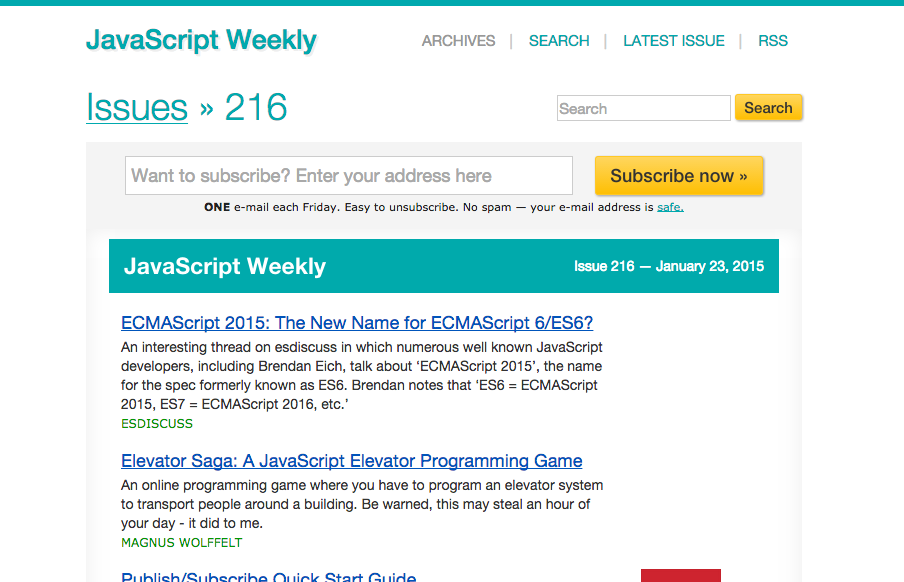 JavaScript Weekly
ARCHIVES | SEARCH | LATEST ISSUE | RSS
Issues » 216
Search
Search
Want to subscribe? Enter your address here
Subscribe now »
ONE e-mail each Friday. Easy to unsubscribe. No spam — your e-mail address is safe.
JavaScript Weekly
Issue 216 — January 23, 2015
ECMAScript 2015: The New Name for ECMAScript 6/ES6?
An interesting thread on esdiscuss in which numerous well known JavaScript
developers, including Brendan Eich, talk about ‘ECMAScript 2015’, the name
for the spec formerly known as ES6. Brendan notes that ‘ES6 = ECMAScript
2015, ES7 = ECMAScript 2016, etc.’
ESDISCUSS
Elevator Saga: A JavaScript Elevator Programming Game
An online programming game where you have to program an elevator system
to transport people around a building. Be warned, this may steal an hour of
your day - it did to me.
MAGNUS WOLFFELT
Publish/Subscribe Quick Start Guide